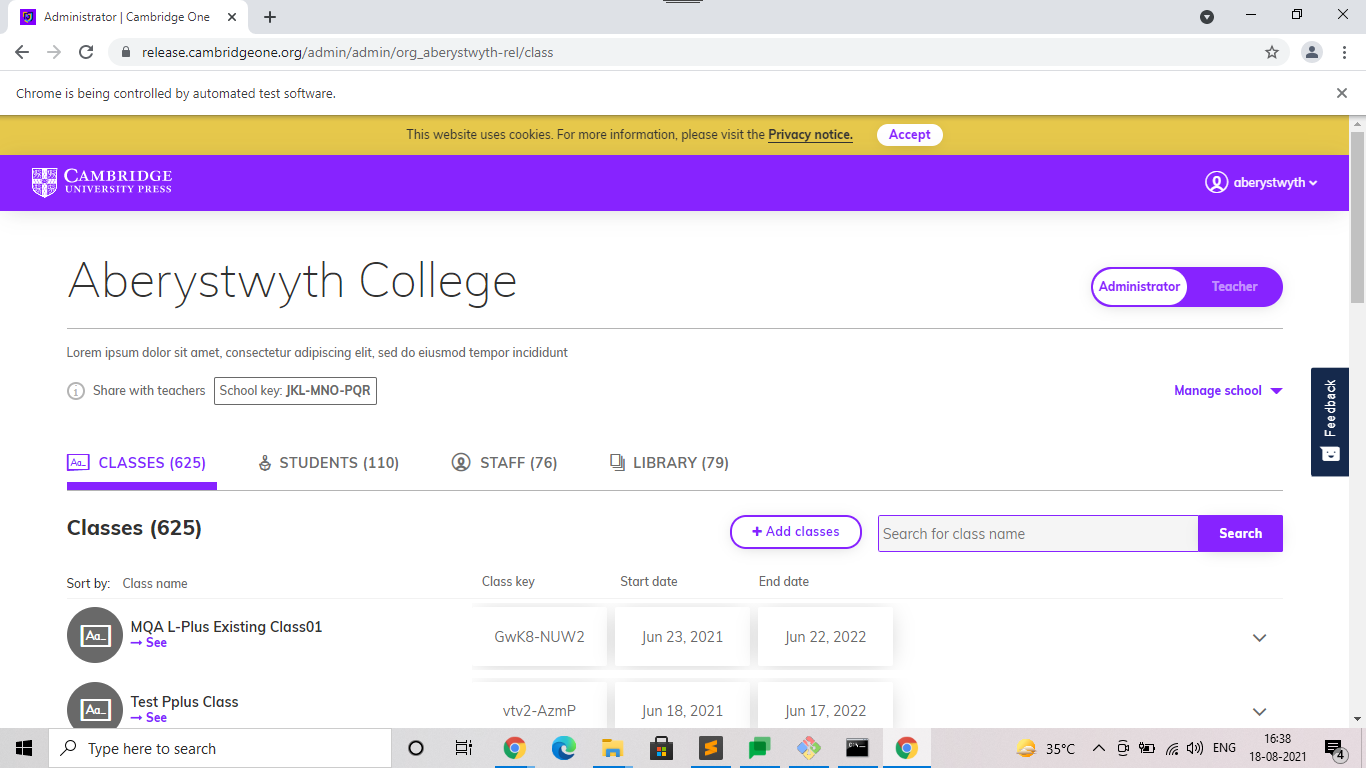 Administrator | Cambridge One
release.cambridgeone.org/admin/admin/org_aberystwyth-rel/class
Chrome is being controlled by automated test software.
This website uses cookies. For more information, please visit the Privacy notice. Accept
CAMBRIDGE
UNIVERSITY PRESS
aberystwyth
Aberystwyth College
Administrator Teacher
Lorem ipsum dolor sit amet, consectetur adipiscing elit, sed do eiusmod tempor incididunt
Share with teachers School key: JKL-MNO-PQR Manage school
Feedback
Aa_ CLASSES (625) STUDENTS (110) STAFF (76) LIBRARY (79)
Classes (625) + Add classes Search for class name Search
Sort by: Class name Class key Start date End date
Aa_ MQA L-Plus Existing Class01 GwK8-NUW2 Jun 23, 2021 Jun 22, 2022
→ See
Aa_ Test Pplus Class vtv2-AzmP Jun 18, 2021 Jun 17, 2022
→ See
Type here to search 35°C ENG 16:38
18-08-2021 4